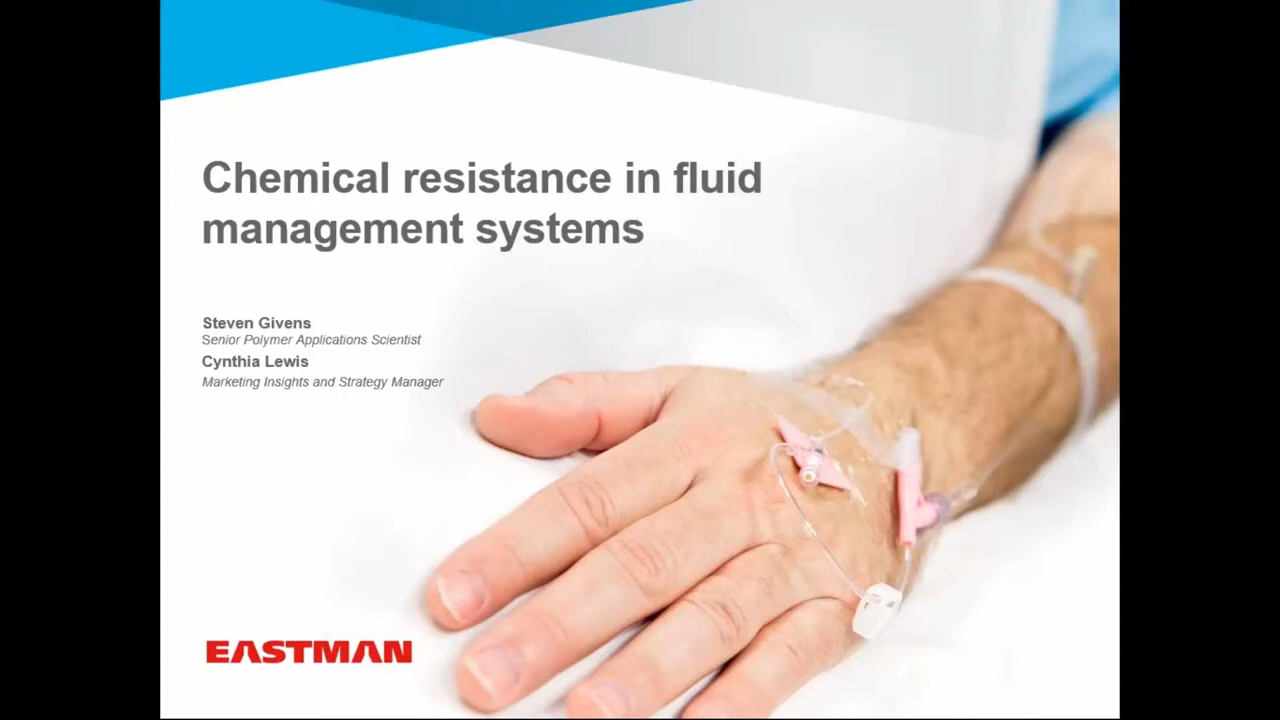 Chemical resistance in fluid
management systems
Steven Givens
Senior Polymer Applications Scientist
Cynthia Lewis
Marketing Insights and Strategy Manager
EASTMAN